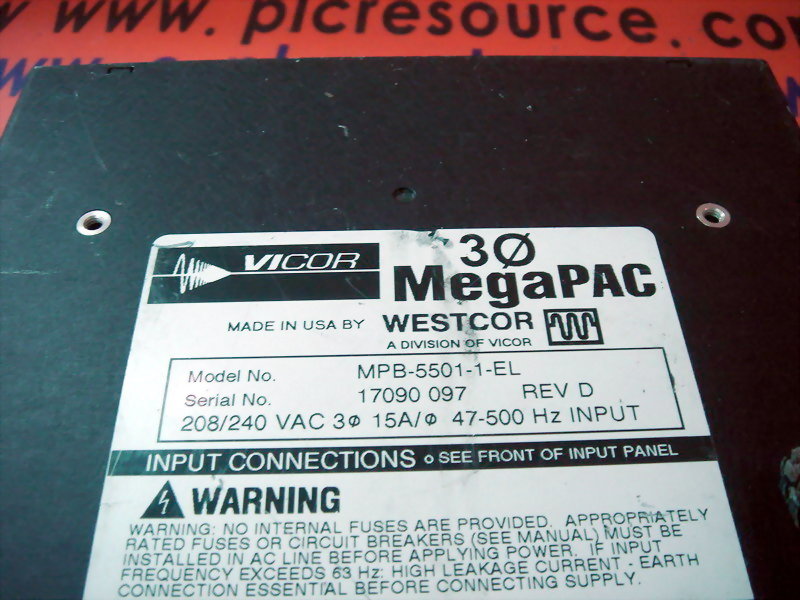 www.plcresource.co
VICOR
3Ø
MegaPAC
MADE IN USA BY WESTCOR
A DIVISION OF VICOR
Model No. MPB-5501-1-EL
Serial No. 17090 097 REV D
208/240 VAC 3ø 15A/ø 47-500 Hz INPUT
INPUT CONNECTIONS o SEE FRONT OF INPUT PANEL
WARNING
WARNING: NO INTERNAL FUSES ARE PROVIDED. APPROPRIATELY
RATED FUSES OR CIRCUIT BREAKERS (SEE MANUAL) MUST BE
INSTALLED IN AC LINE BEFORE APPLYING POWER. IF INPUT
FREQUENCY EXCEEDS 63 Hz: HIGH LEAKAGE CURRENT - EARTH
CONNECTION ESSENTIAL BEFORE CONNECTING SUPPLY.